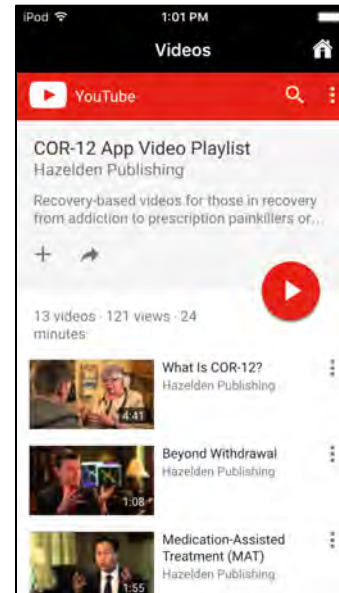 iPod 1:01 PM
Videos
YouTube
COR-12 App Video Playlist
Hazelden Publishing
Recovery-based videos for those in recovery
from addiction to prescription painkillers or...
13 videos · 121 views · 24
minutes
What Is COR-12?
Hazelden Publishing
4:41
Beyond Withdrawal
Hazelden Publishing
1:08
Medication-Assisted
Treatment (MAT)
Hazelden Publishing
1:55